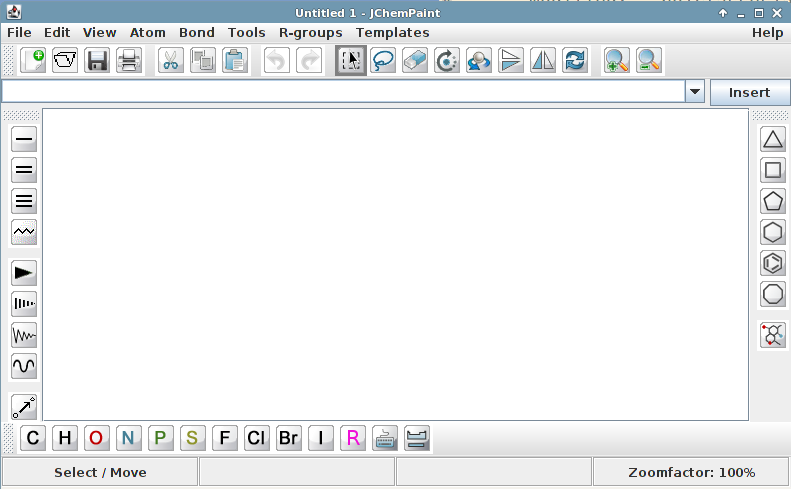 Untitled 1 - JChemPaint
File Edit View Atom Bond Tools R-groups Templates Help
Insert
C H O N P S F Cl Br I R
Select / Move Zoomfactor: 100%